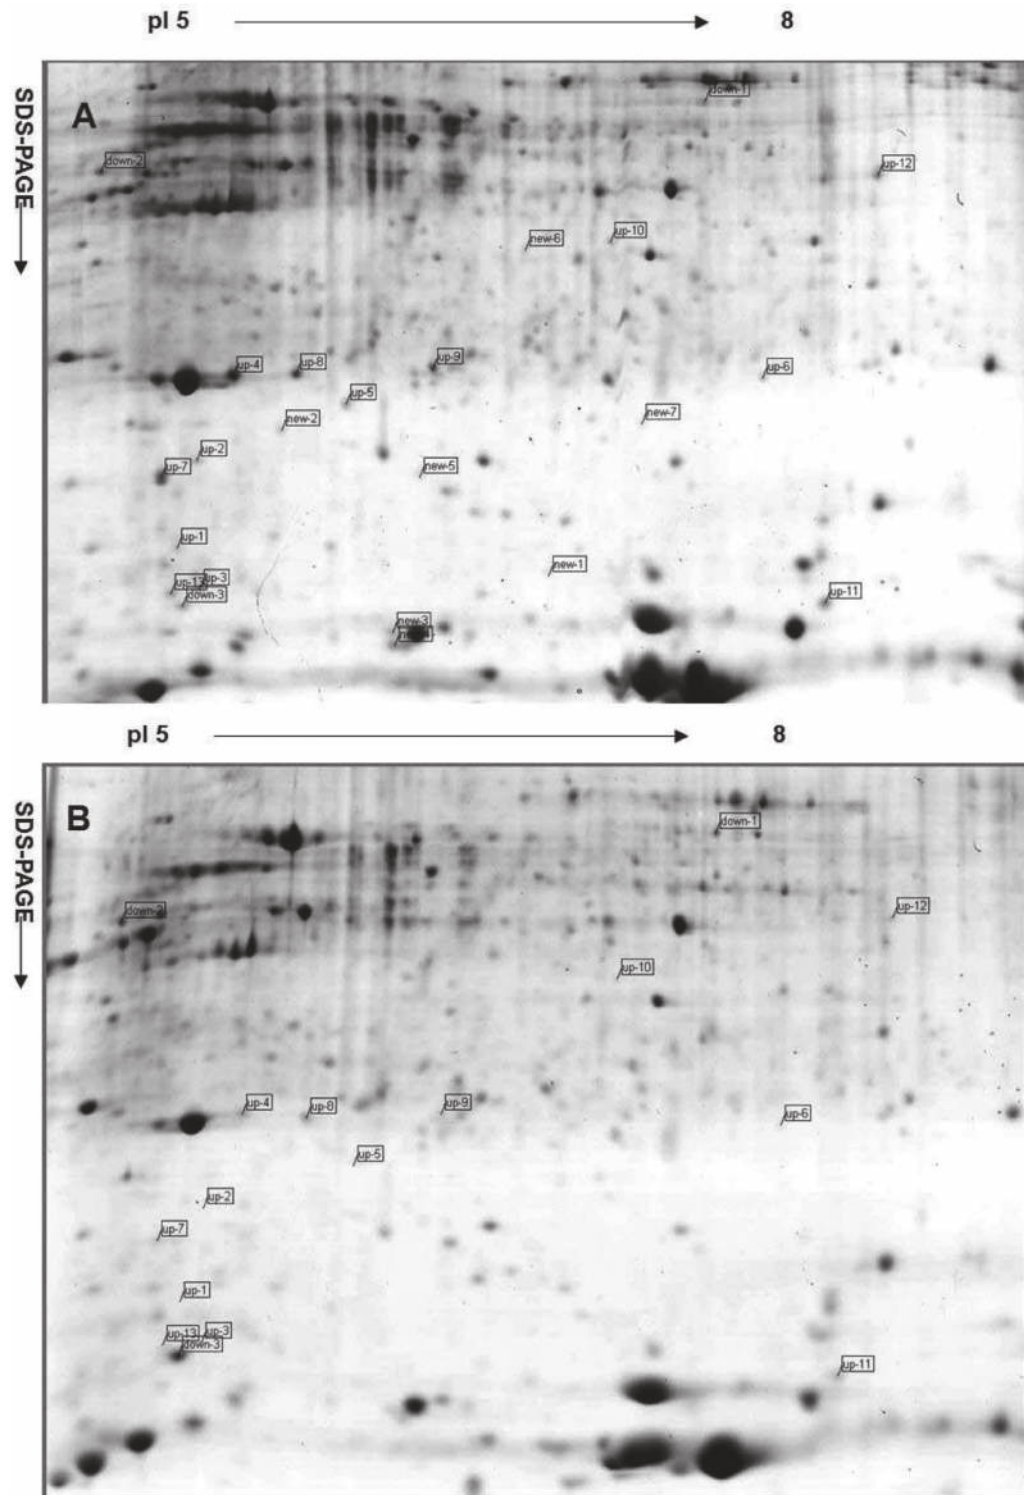 pI 5 8
SDS-PAGE
A
down-1
down-2
up-12
up-10
new-6
up-4
up-8
up-9
up-6
up-5
new-2
new-7
up-2
up-7
new-5
up-1
new-1
up-3
up-13
down-3
up-11
new-3
pI 5 8
SDS-PAGE
B
down-1
down-2
up-12
up-10
up-4
up-8
up-9
up-6
up-5
up-2
up-7
up-1
up-3
up-13
down-3
up-11